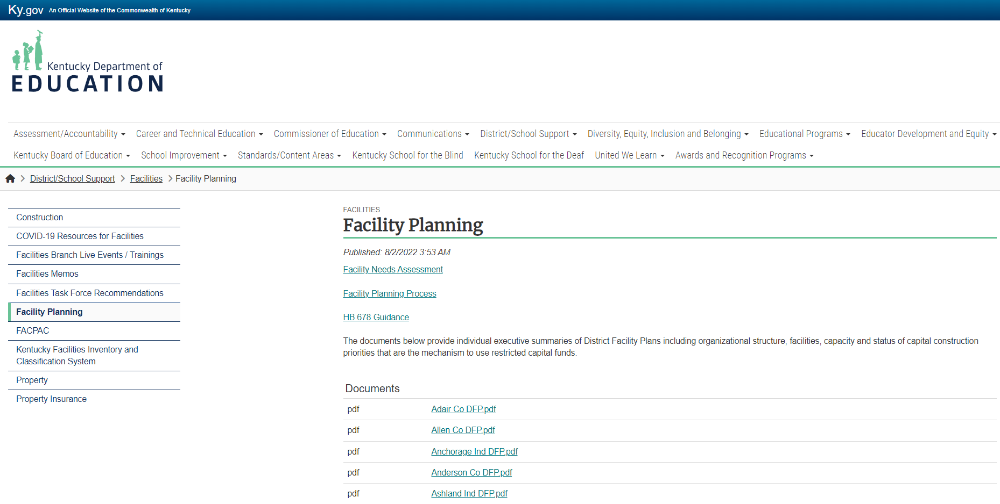 Ky.gov An Official Website of the Commonwealth of Kentucky
Kentucky Department of
EDUCATION
Assessment/Accountability Career and Technical Education Commissioner of Education Communications District/School Support Diversity, Equity, Inclusion and Belonging Educational Programs Educator Development and Equity
Kentucky Board of Education School Improvement Standards/Content Areas Kentucky School for the Blind Kentucky School for the Deaf United We Learn Awards and Recognition Programs
District/School Support Facilities Facility Planning
Construction
COVID-19 Resources for Facilities
Facilities Branch Live Events / Trainings
Facilities Memos
Facilities Task Force Recommendations
Facility Planning
FACPAC
Kentucky Facilities Inventory and
Classification System
Property
Property Insurance
FACILITIES
Facility Planning
Published: 8/2/2022 3:53 AM
Facility Needs Assessment
Facility Planning Process
HB 678 Guidance
The documents below provide individual executive summaries of District Facility Plans including organizational structure, facilities, capacity and status of capital construction
priorities that are the mechanism to use restricted capital funds.
Documents
pdf Adair Co DFP.pdf
pdf Allen Co DFP.pdf
pdf Anchorage Ind DFP.pdf
pdf Anderson Co DFP.pdf
pdf Ashland Ind DFP.pdf